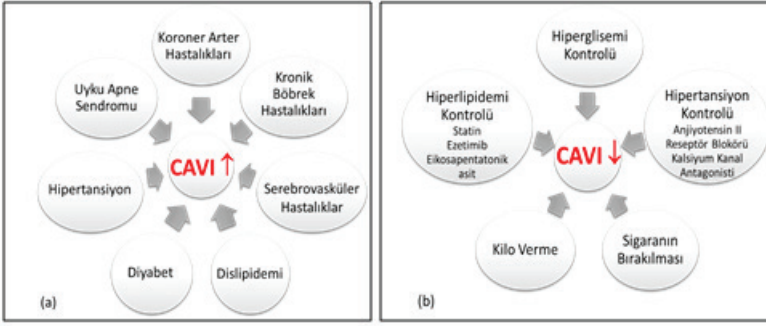 Koroner Arter
Hastalıkları
Uyku Apne
Sendromu
Kronik
Böbrek
Hastalıkları
CAVI ↑
Hipertansiyon
Serebrovasküler
Hastalıklar
Diyabet
Dislipidemi
(a)
Hiperglisemi
Kontrolü
Hiperlipidemi
Kontrolü
Statin
Ezetimib
Eikosapentatonik
asit
Hipertansiyon
Kontrolü
Anjiyotensin II
Reseptör Blokörü
Kalsiyum Kanal
Antagonisti
CAVI ↓
Kilo Verme
Sigaranın
Bırakılması
(b)